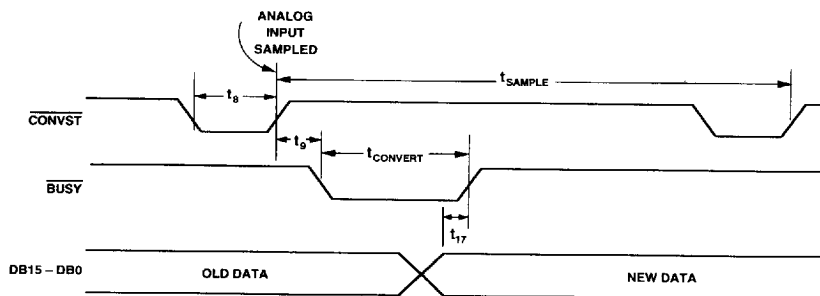 ANALOG
INPUT
SAMPLED
t8
tSAMPLE
CONVST
t9
tCONVERT
BUSY
t17
DB15 – DB0
OLD DATA
NEW DATA